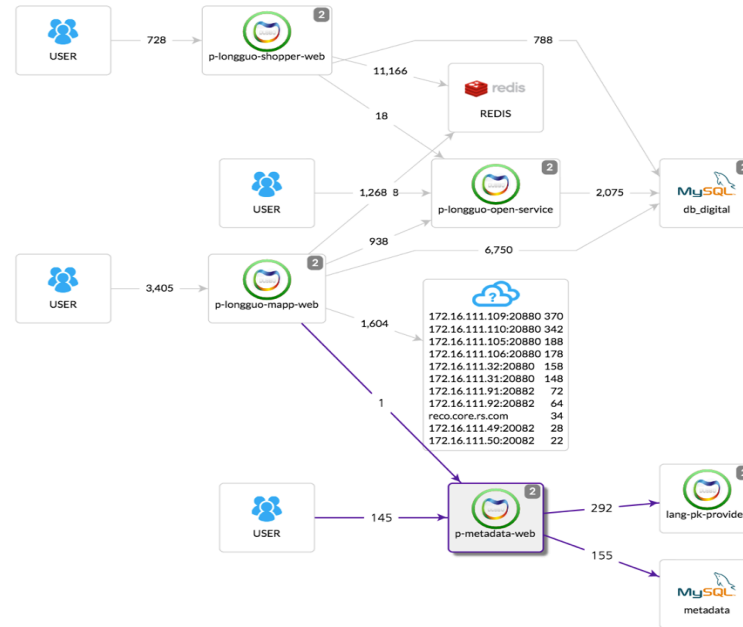 2
728
788
USER
p-longguo-shopper-web
11,166
redis
REDIS
18
2
1,268
8
2,075
MySQL
USER
p-longguo-open-service
db_digital
938
6,750
2
3,405
USER
p-longguo-mapp-web
?
1,604
172.16.111.109:20880 370
172.16.111.110:20880 342
172.16.111.105:20880 188
172.16.111.106:20880 178
172.16.111.32:20880 158
172.16.111.31:20880 148
172.16.111.91:20882 72
172.16.111.92:20882 64
reco.core.rs.com 34
172.16.111.49:20082 28
172.16.111.50:20082 22
1
2
145
292
USER
p-metadata-web
lang-pk-provide
155
MySQL
metadata